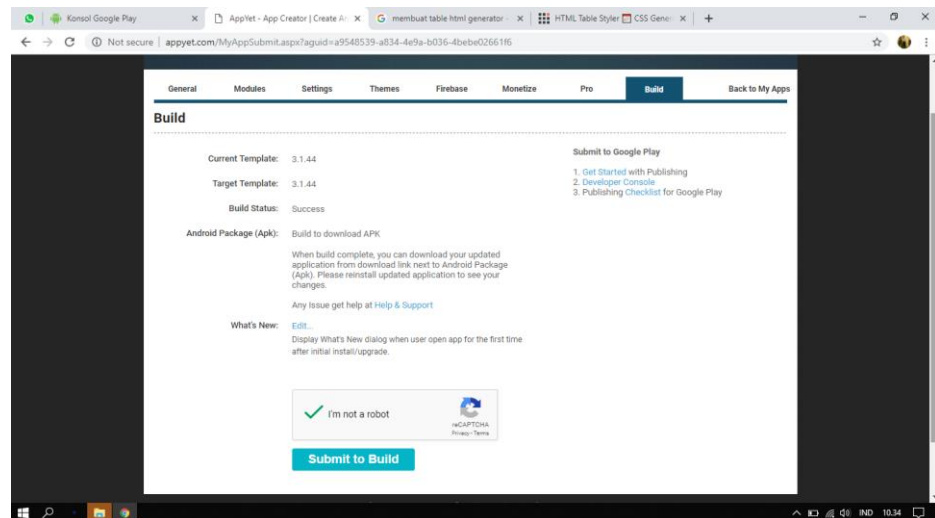 Konsol Google Play
AppYet - App Creator | Create An
membuat table html generator -
HTML Table Styler
CSS Gener
Not secure | appyet.com/MyAppSubmit.aspx?aguid=a9548539-a834-4e9a-b036-4bebe02661f6
General Modules Settings Themes Firebase Monetize Pro Build Back to My Apps
Build
Current Template: 3.1.44
Target Template: 3.1.44
Build Status: Success
Android Package (Apk): Build to download APK
When build complete, you can download your updated
application from download link next to Android Package
(Apk). Please reinstall updated application to see your
changes.
Any Issue get help at Help & Support
What's New: Edit...
Display What's New dialog when user open app for the first time
after initial install/upgrade.
Submit to Google Play
1. Get Started with Publishing
2. Developer Console
3. Publishing Checklist for Google Play
I'm not a robot
reCAPTCHA
Privacy - Terms
Submit to Build
IND 10.34